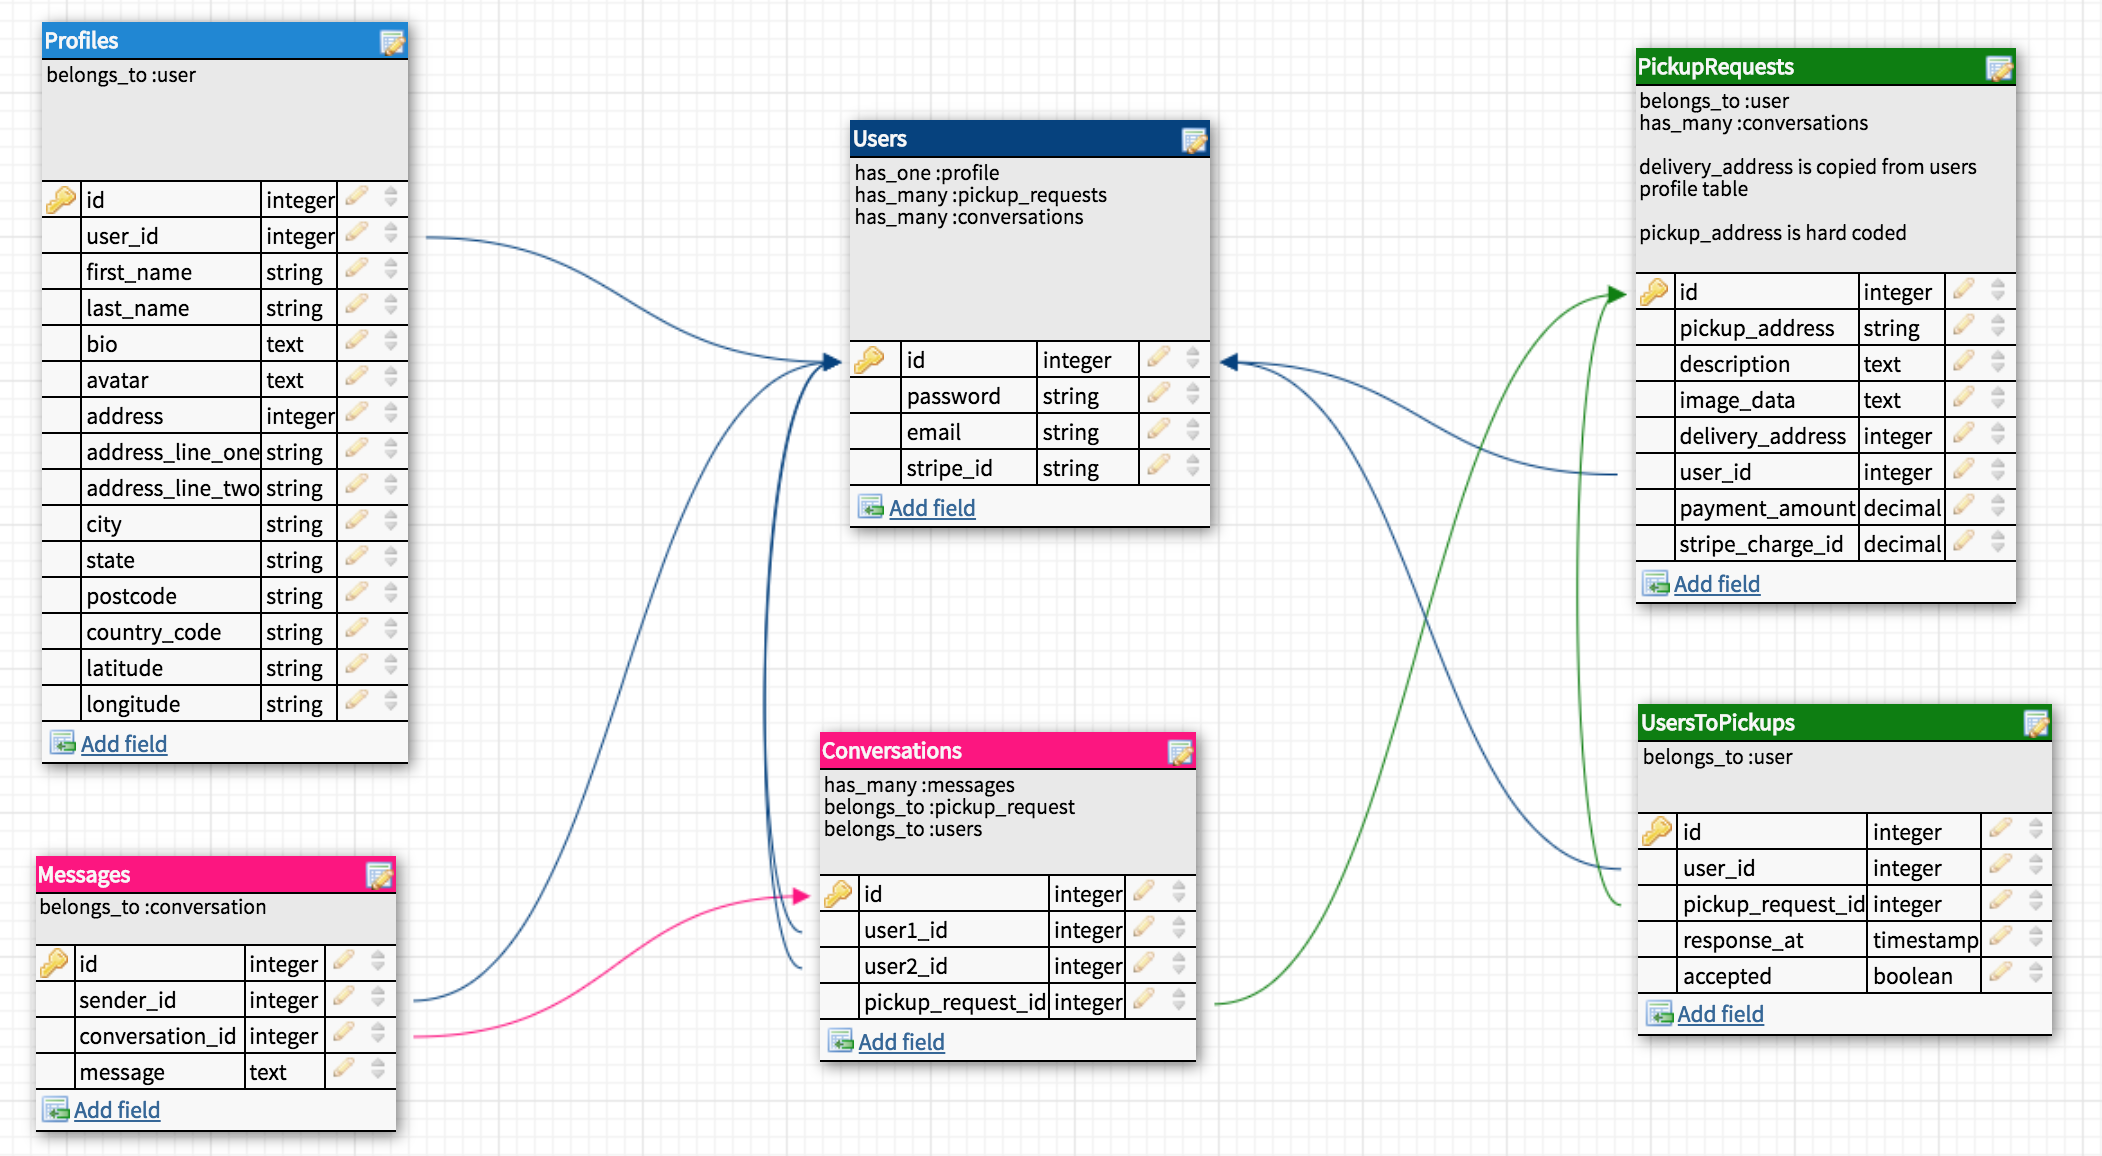 Profiles
belongs_to :user
id integer
user_id integer
first_name string
last_name string
bio text
avatar text
address integer
address_line_one string
address_line_two string
city string
state string
postcode string
country_code string
latitude string
longitude string
Add field
Users
has_one :profile
has_many :pickup_requests
has_many :conversations
id integer
password string
email string
stripe_id string
Add field
PickupRequests
belongs_to :user
has_many :conversations
delivery_address is copied from users
profile table
pickup_address is hard coded
id integer
pickup_address string
description text
image_data text
delivery_address integer
user_id integer
payment_amount decimal
stripe_charge_id decimal
Add field
Messages
belongs_to :conversation
id integer
sender_id integer
conversation_id integer
message text
Add field
Conversations
has_many :messages
belongs_to :pickup_request
belongs_to :users
id integer
user1_id integer
user2_id integer
pickup_request_id integer
Add field
UsersToPickups
belongs_to :user
id integer
user_id integer
pickup_request_id integer
response_at timestamp
accepted boolean
Add field